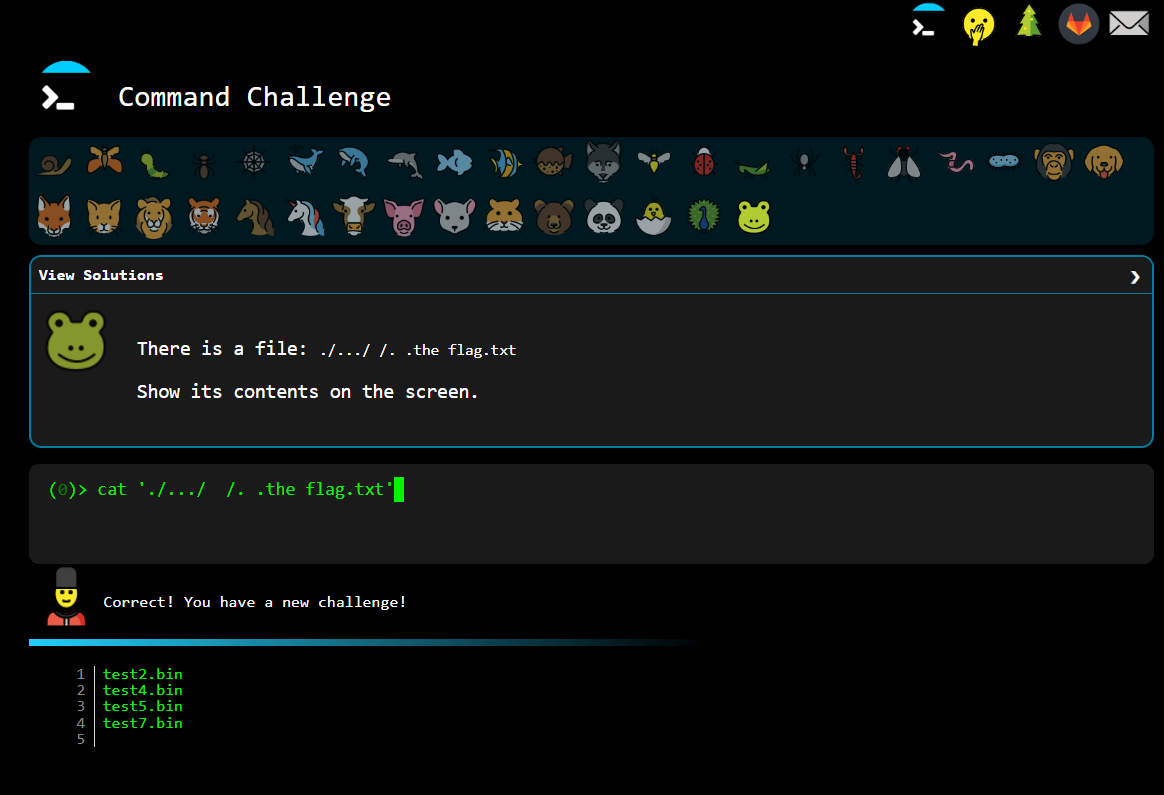 Command Challenge
View Solutions
There is a file: ./.../ /. .the flag.txt
Show its contents on the screen.
(0)> cat './.../  /. .the flag.txt'
Correct! You have a new challenge!
1 test2.bin
2 test4.bin
3 test5.bin
4 test7.bin
5